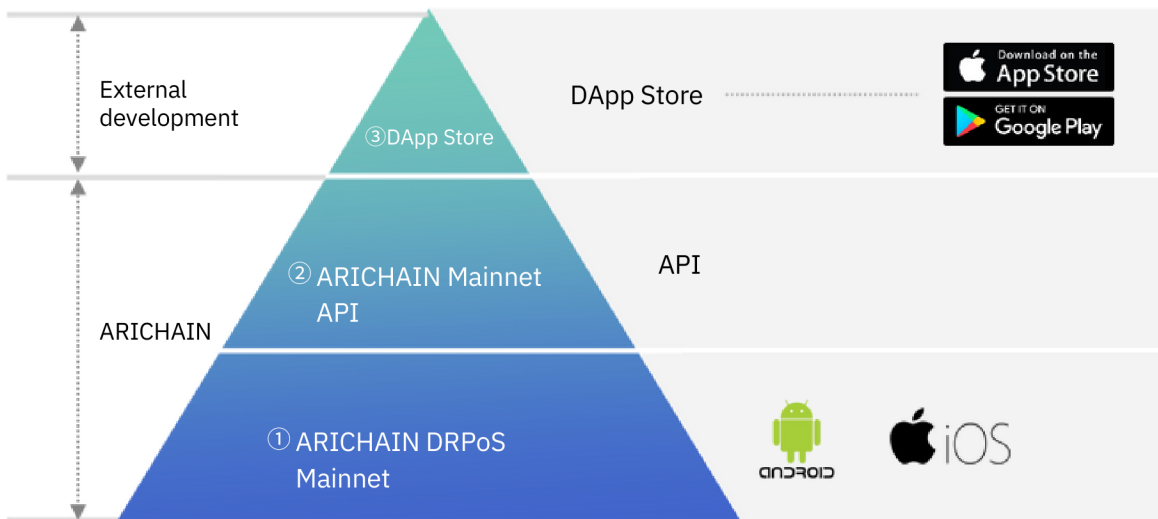 External
development
③DApp Store
DApp Store
Download on the
App Store
GET IT ON
Google Play
ARICHAIN
② ARICHAIN Mainnet
API
API
① ARICHAIN DRPoS
Mainnet
ANDROID
iOS